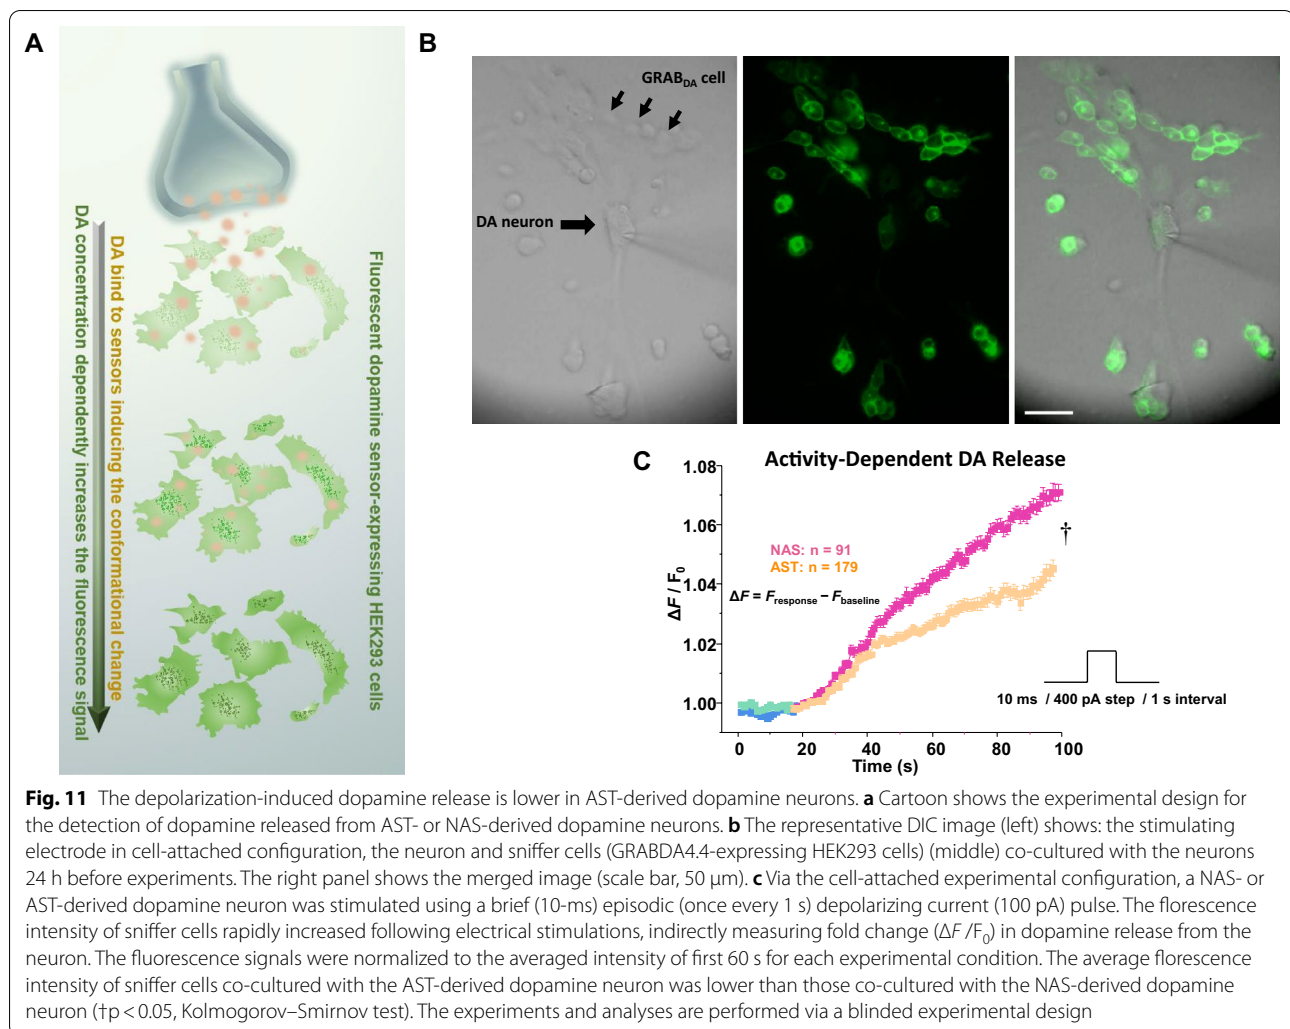 A
DA concentration dependently increases the fluorescence signal
DA bind to sensors inducing the conformational change
Fluorescent dopamine sensor-expressing HEK293 cells
B
GRABDA cell
DA neuron
C
Activity-Dependent DA Release
ΔF / F0
1.08
1.06
1.04
1.02
1.00
NAS: n = 91
AST: n = 179
ΔF = Fresponse – Fbaseline
†
10 ms / 400 pA step / 1 s interval
0 20 40 60 80 100
Time (s)
Fig. 11 The depolarization-induced dopamine release is lower in AST-derived dopamine neurons. a Cartoon shows the experimental design for
the detection of dopamine released from AST- or NAS-derived dopamine neurons. b The representative DIC image (left) shows: the stimulating
electrode in cell-attached configuration, the neuron and sniffer cells (GRABDA4.4-expressing HEK293 cells) (middle) co-cultured with the neurons
24 h before experiments. The right panel shows the merged image (scale bar, 50 μm). c Via the cell-attached experimental configuration, a NAS- or
AST-derived dopamine neuron was stimulated using a brief (10-ms) episodic (once every 1 s) depolarizing current (100 pA) pulse. The florescence
intensity of sniffer cells rapidly increased following electrical stimulations, indirectly measuring fold change (ΔF /F0) in dopamine release from the
neuron. The fluorescence signals were normalized to the averaged intensity of first 60 s for each experimental condition. The average florescence
intensity of sniffer cells co-cultured with the AST-derived dopamine neuron was lower than those co-cultured with the NAS-derived dopamine
neuron (†p < 0.05, Kolmogorov–Smirnov test). The experiments and analyses are performed via a blinded experimental design